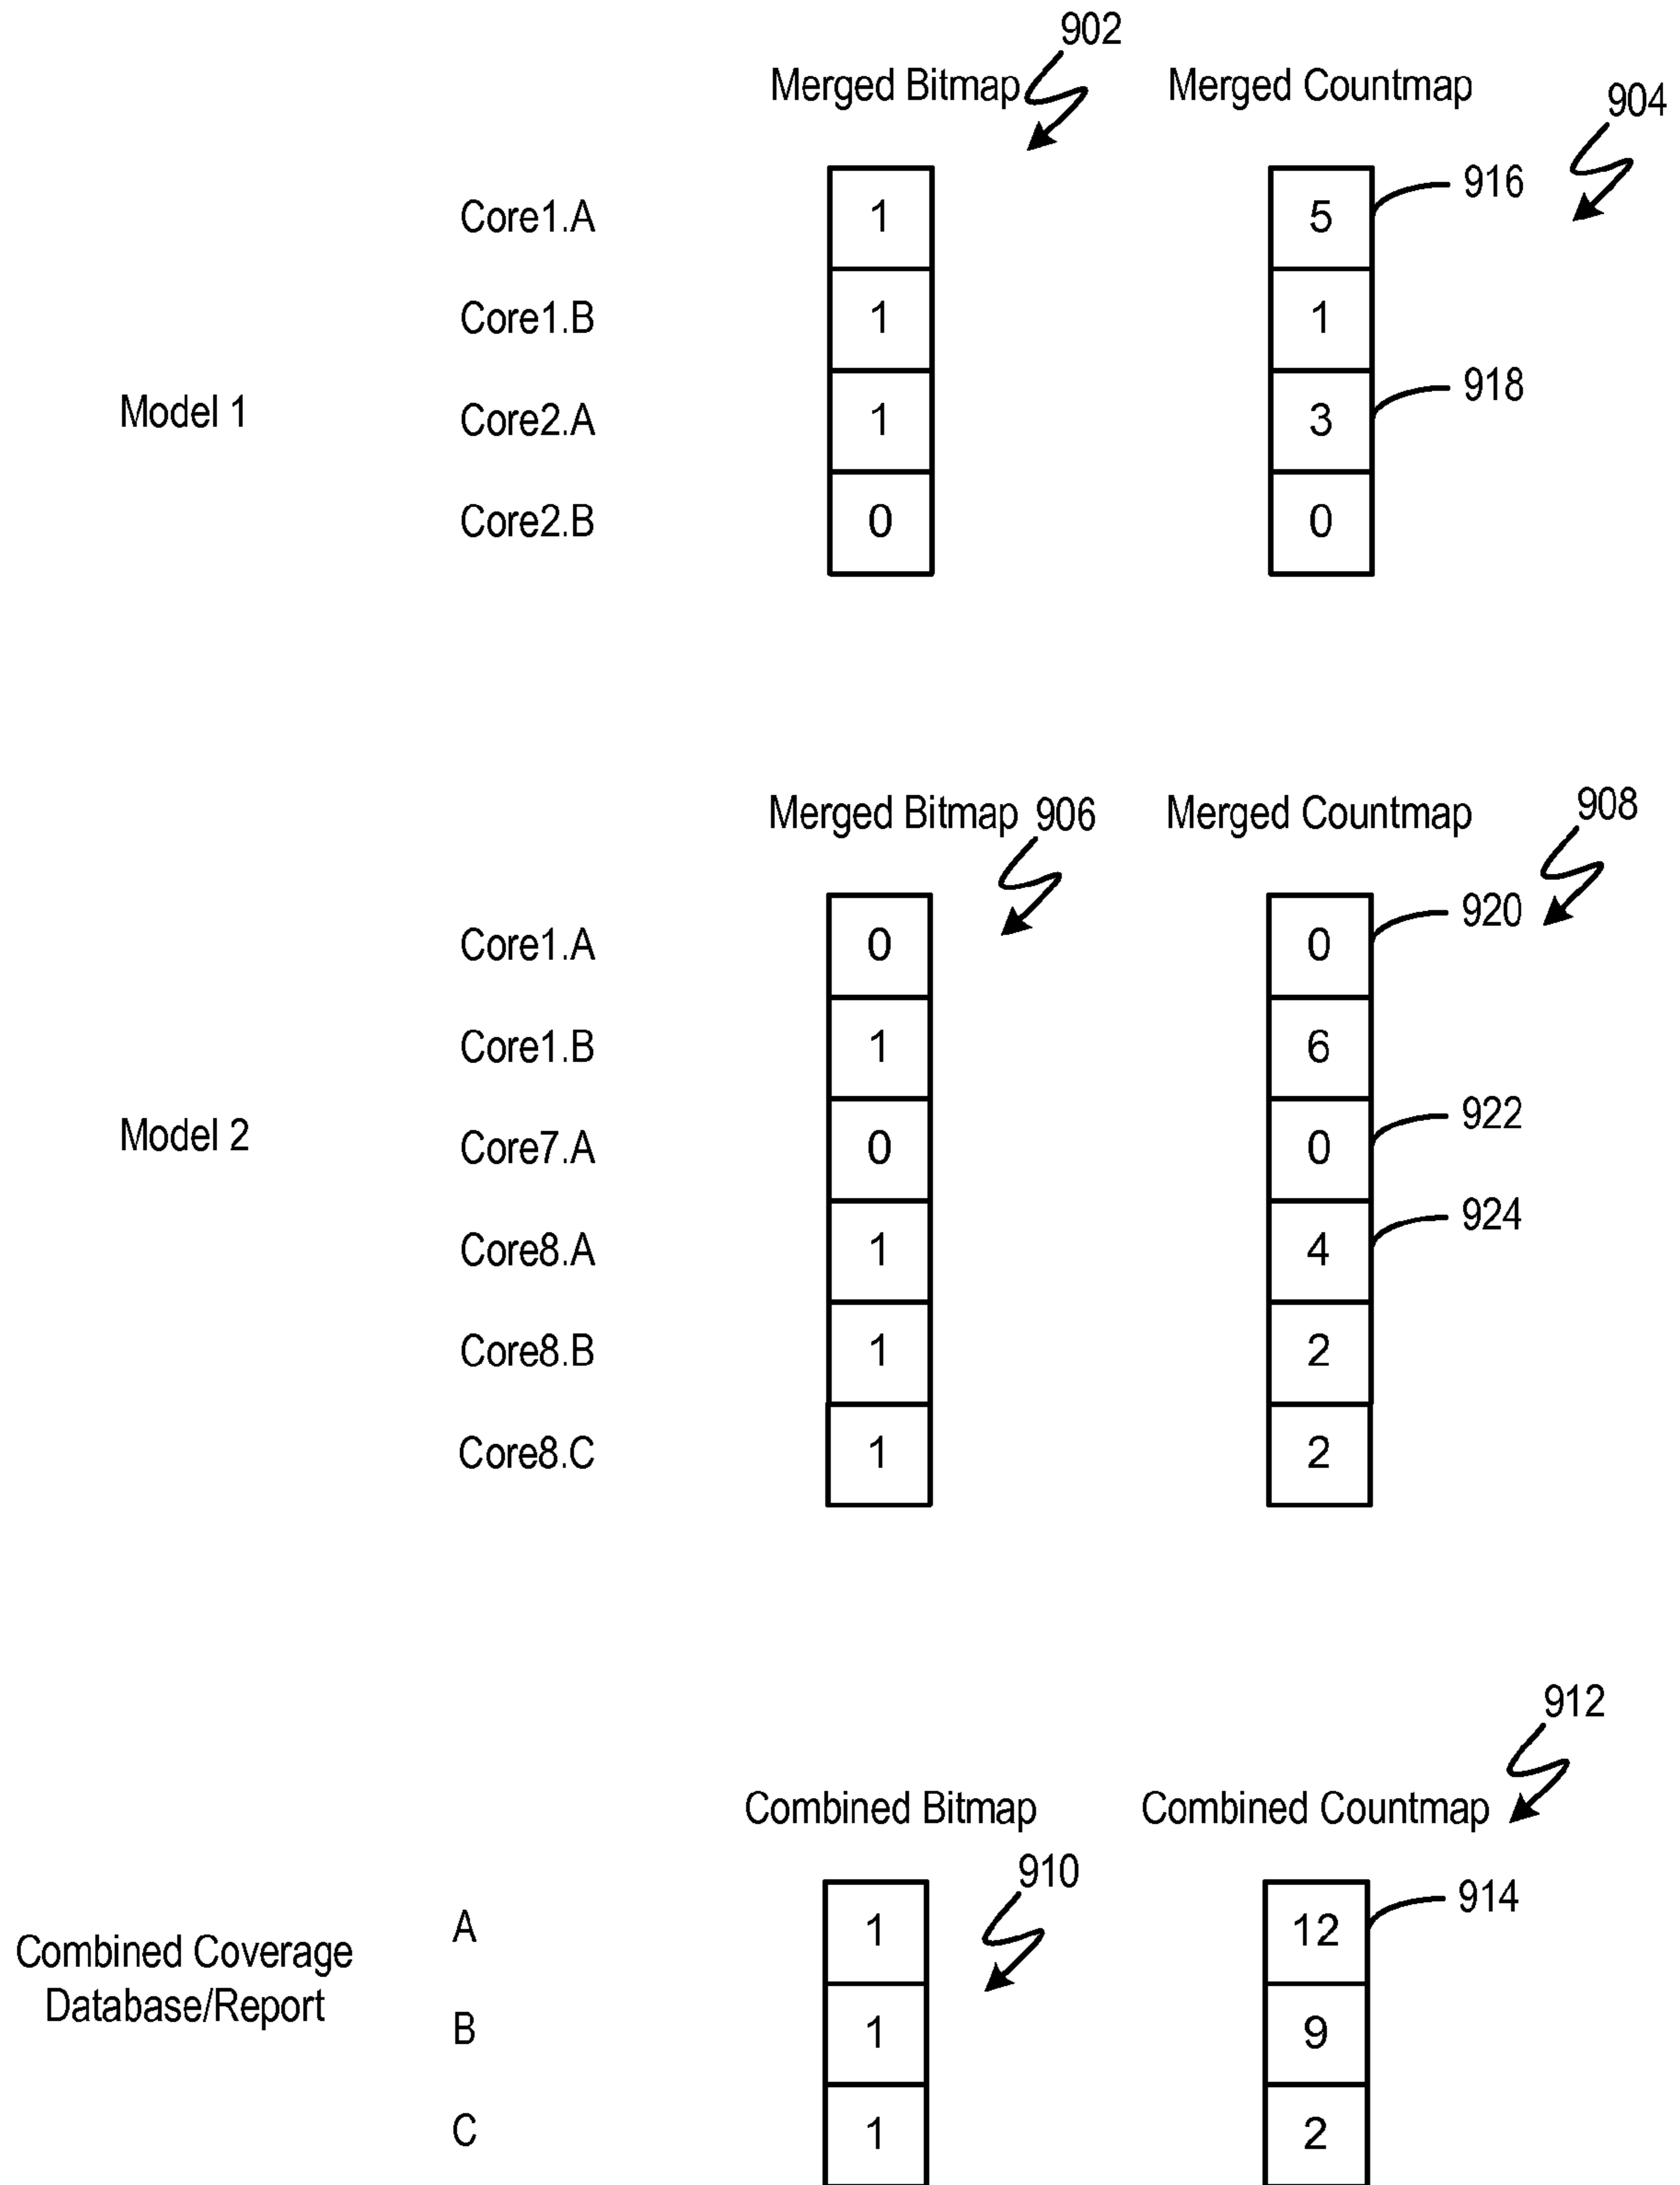 902
Merged Bitmap
Merged Countmap
904
Core1.A
1
5
916
Core1.B
1
1
Model 1
Core2.A
1
3
918
Core2.B
0
0
Merged Bitmap
906
Merged Countmap
908
Core1.A
0
0
920
Core1.B
1
6
Model 2
Core7.A
0
0
922
Core8.A
1
4
924
Core8.B
1
2
Core8.C
1
2
912
Combined Bitmap
Combined Countmap
910
Combined Coverage
Database/Report
A
1
12
914
B
1
9
C
1
2